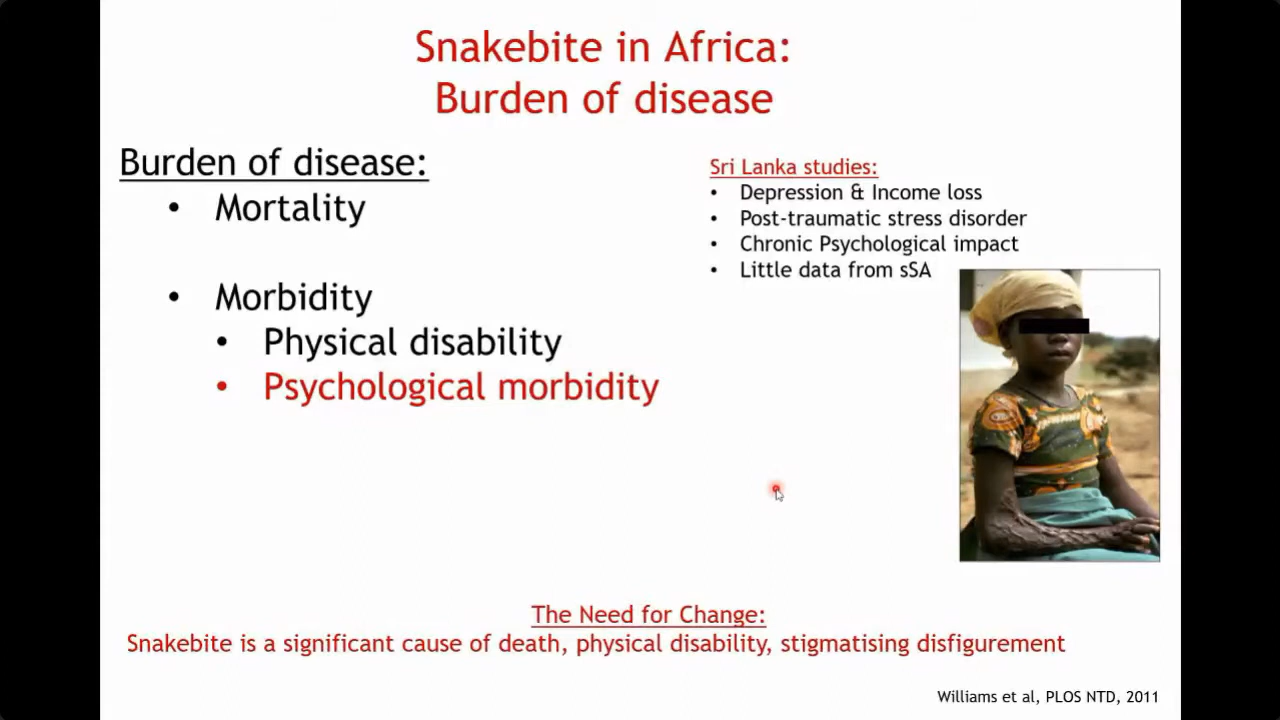 Snakebite in Africa:
Burden of disease
Burden of disease:
• Mortality
• Morbidity
• Physical disability
• Psychological morbidity
Sri Lanka studies:
• Depression & Income loss
• Post-traumatic stress disorder
• Chronic Psychological impact
• Little data from sSA
The Need for Change:
Snakebite is a significant cause of death, physical disability, stigmatising disfigurement
Williams et al, PLOS NTD, 2011